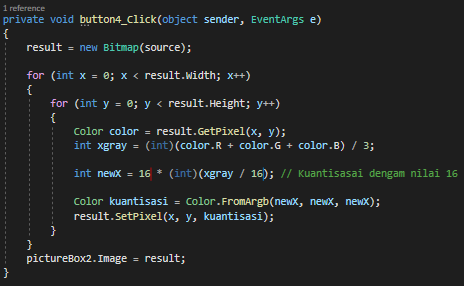 1 reference
private void button4_Click(object sender, EventArgs e)
{
result = new Bitmap(source);
for (int x = 0; x < result.Width; x++)
{
for (int y = 0; y < result.Height; y++)
{
Color color = result.GetPixel(x, y);
int xgray = (int)(color.R + color.G + color.B) / 3;
int newX = 16 * (int)(xgray / 16); // Kuantisasai dengam nilai 16
Color kuantisasi = Color.FromArgb(newX, newX, newX);
result.SetPixel(x, y, kuantisasi);
}
}
pictureBox2.Image = result;
}